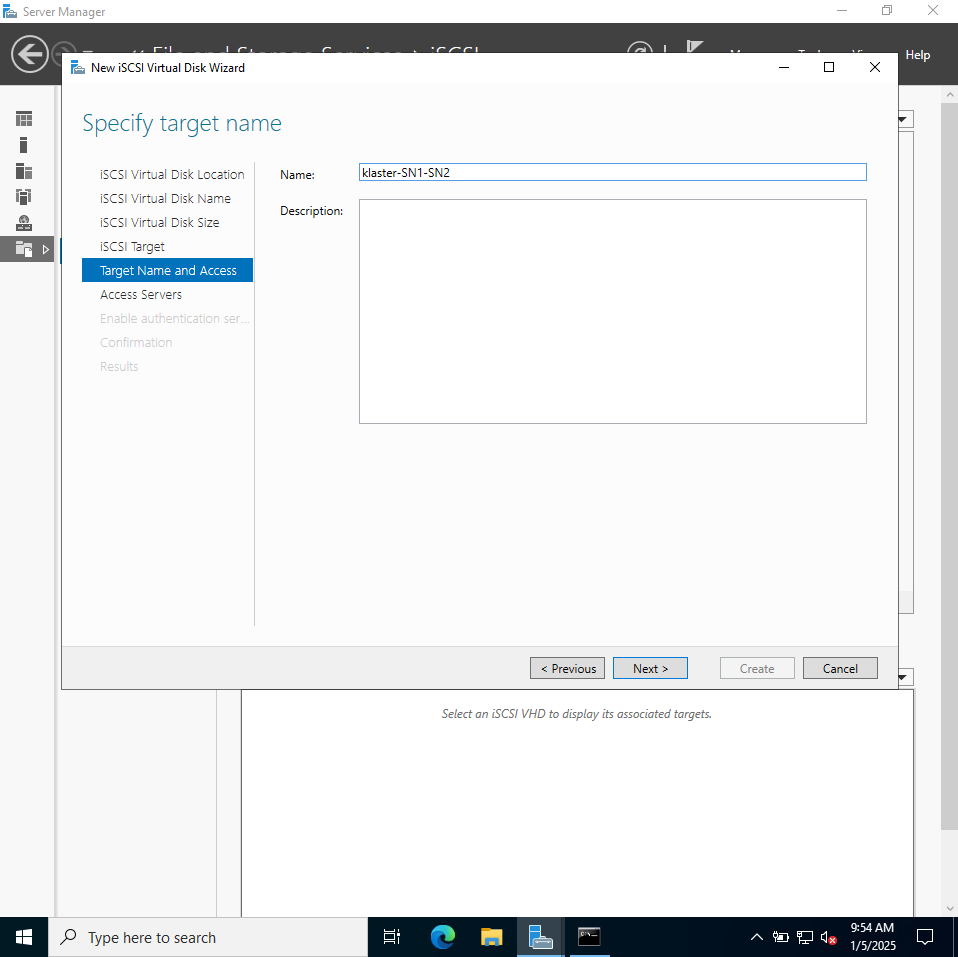 Server Manager
Help
New iSCSI Virtual Disk Wizard
Specify target name
iSCSI Virtual Disk Location
iSCSI Virtual Disk Name
iSCSI Virtual Disk Size
iSCSI Target
Target Name and Access
Access Servers
Enable authentication ser...
Confirmation
Results
Name:
klaster-SN1-SN2
Description:
< Previous
Next >
Create
Cancel
Select an iSCSI VHD to display its associated targets.
Type here to search
9:54 AM
1/5/2025